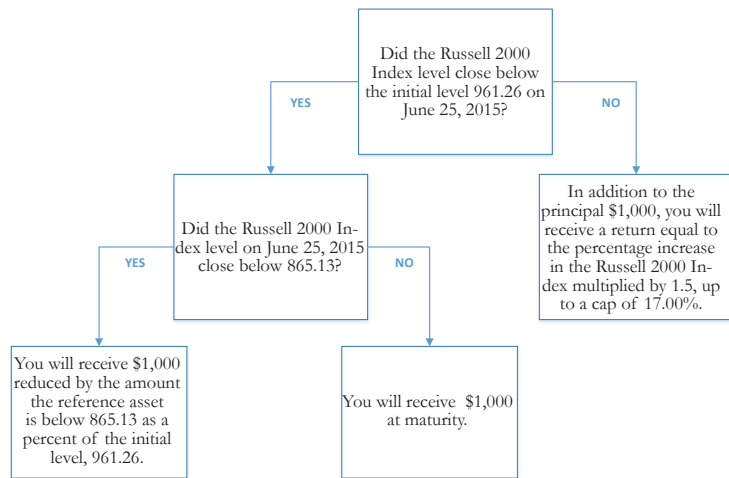 Did the Russell 2000
Index level close below
the initial level 961.26 on
June 25, 2015?
YES
NO
Did the Russell 2000 In-
dex level on June 25, 2015
close below 865.13?
In addition to the
principal $1,000, you will
receive a return equal to
the percentage increase
in the Russell 2000 In-
dex multiplied by 1.5, up
to a cap of 17.00%.
YES
NO
You will receive $1,000
reduced by the amount
the reference asset
is below 865.13 as a
percent of the initial
level, 961.26.
You will receive $1,000
at maturity.